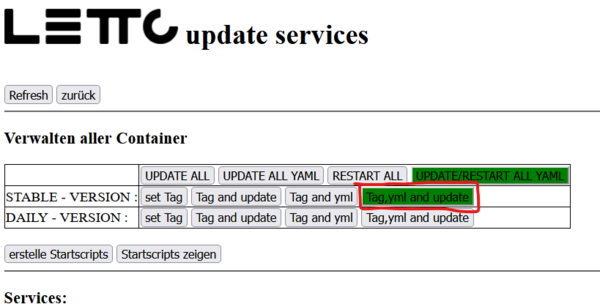 LETTO update services
Refresh zurück
Verwalten aller Container
UPDATE ALL UPDATE ALL YAML RESTART ALL UPDATE/RESTART ALL YAML
STABLE - VERSION : set Tag Tag and update Tag and yml Tag,yml and update
DAILY - VERSION : set Tag Tag and update Tag and yml Tag,yml and update
erstelle Startscripts Startscripts zeigen
Services: